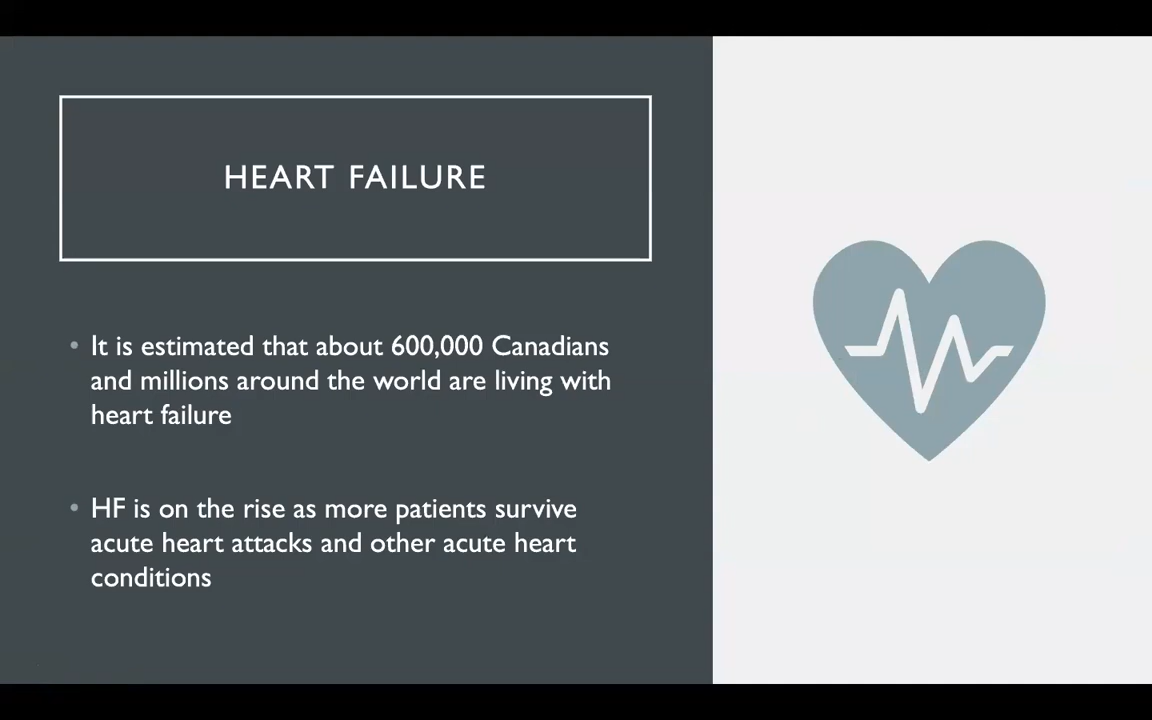 HEART FAILURE
• It is estimated that about 600,000 Canadians
and millions around the world are living with
heart failure
• HF is on the rise as more patients survive
acute heart attacks and other acute heart
conditions